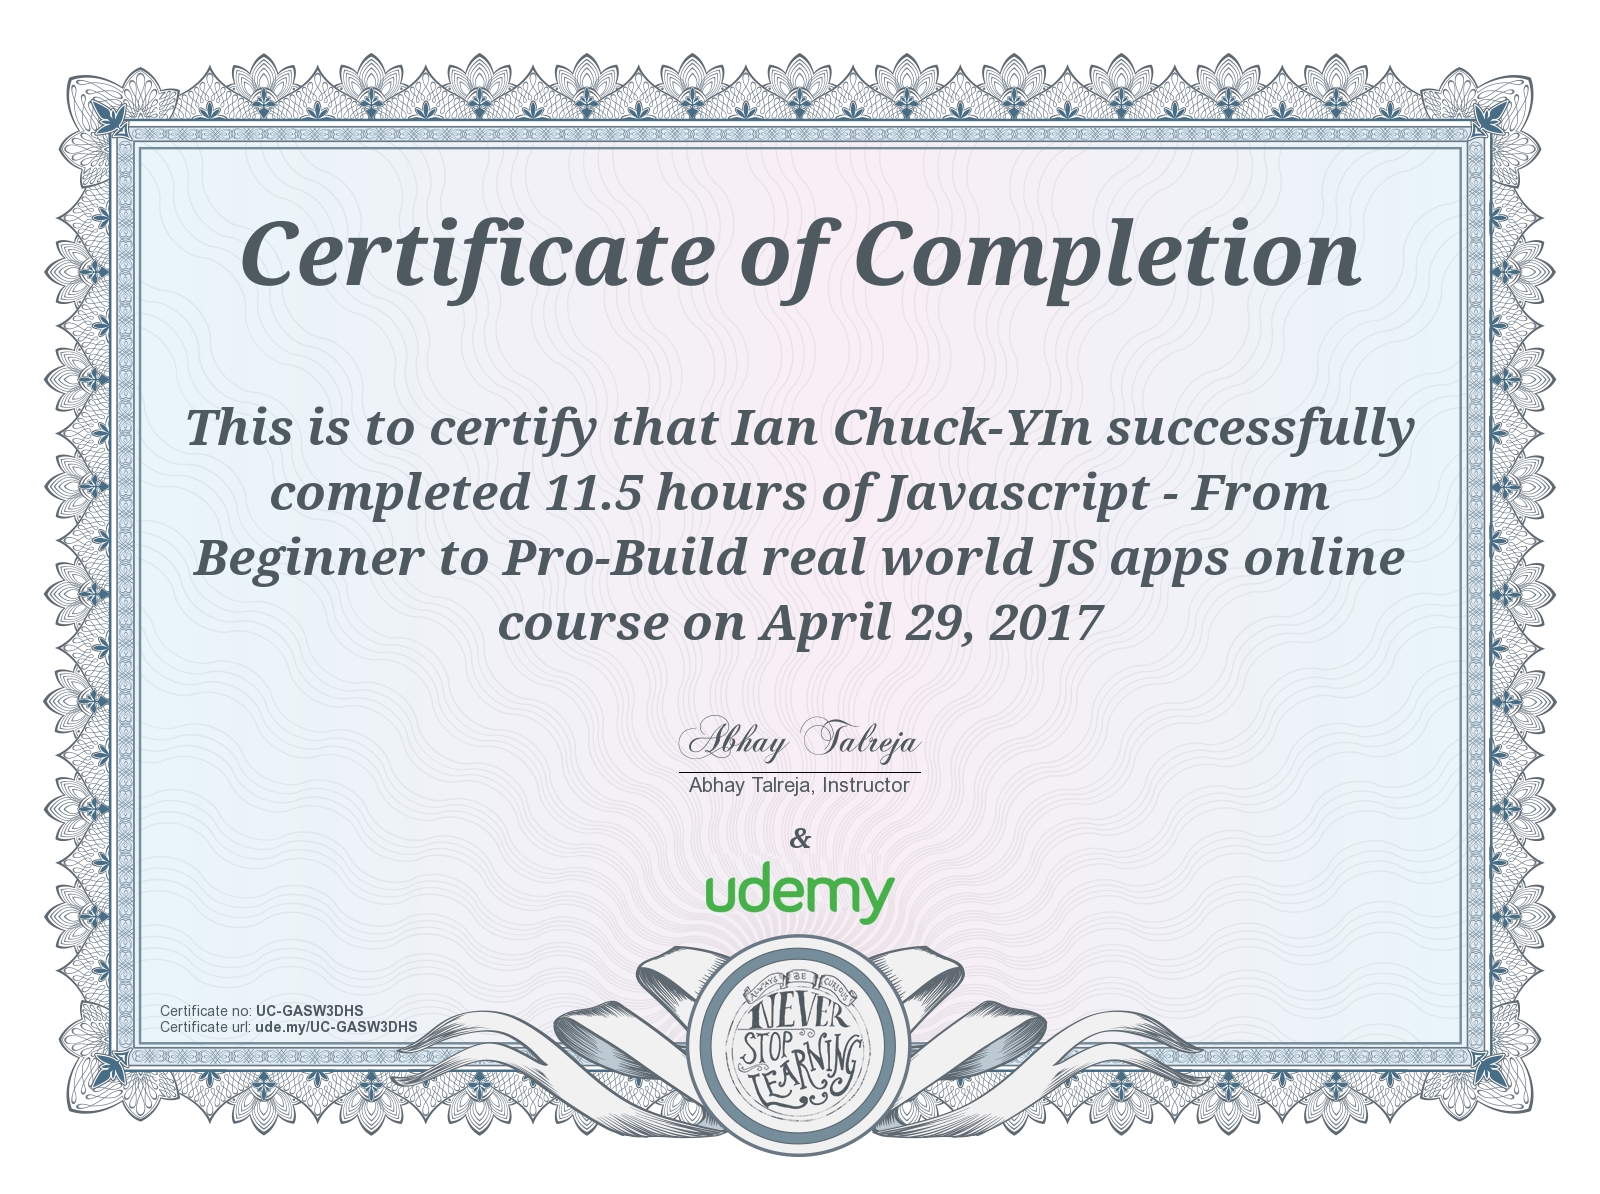 Certificate of Completion
This is to certify that Ian Chuck-YIn successfully
completed 11.5 hours of Javascript - From
Beginner to Pro-Build real world JS apps online
course on April 29, 2017
Abhay Talreja
Abhay Talreja, Instructor
&
udemy
Certificate no: UC-GASW3DHS
Certificate url: ude.my/UC-GASW3DHS
ALWAYS BE CURIOUS
NEVER
STOP
LEARNING